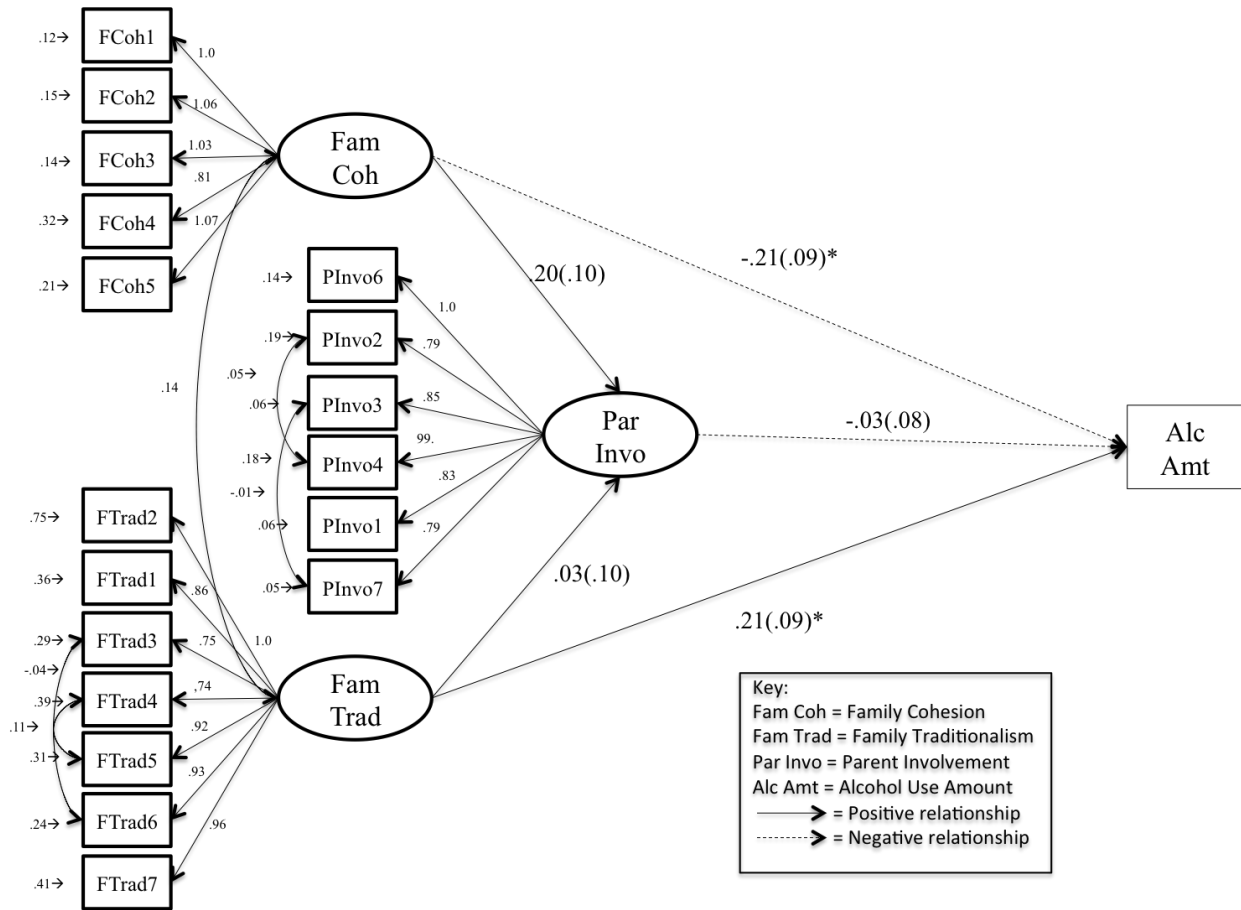 .12→
FCoh1
1.0
.15→
FCoh2
1.06
.14→
FCoh3
1.03
.32→
FCoh4
.81
.21→
FCoh5
1.07
Fam
Coh
.14
-.21(.09)*
.20(.10)
.14→
PInvo6
1.0
.19→
PInvo2
.79
.05→
.06→
PInvo3
.85
PInvo4
99.
.18→
-.01→
PInvo1
.83
.06→
.05→
PInvo7
.79
Par
Invo
-.03(.08)
Alc
Amt
.03(.10)
.21(.09)*
.75→
FTrad2
1.0
.36→
FTrad1
.86
.29→
FTrad3
.75
-.04→
.39→
FTrad4
,74
.11→
.31→
FTrad5
.92
.24→
FTrad6
.93
.41→
FTrad7
.96
Fam
Trad
Key:
Fam Coh = Family Cohesion
Fam Trad = Family Traditionalism
Par Invo = Parent Involvement
Alc Amt = Alcohol Use Amount
= Positive relationship
= Negative relationship